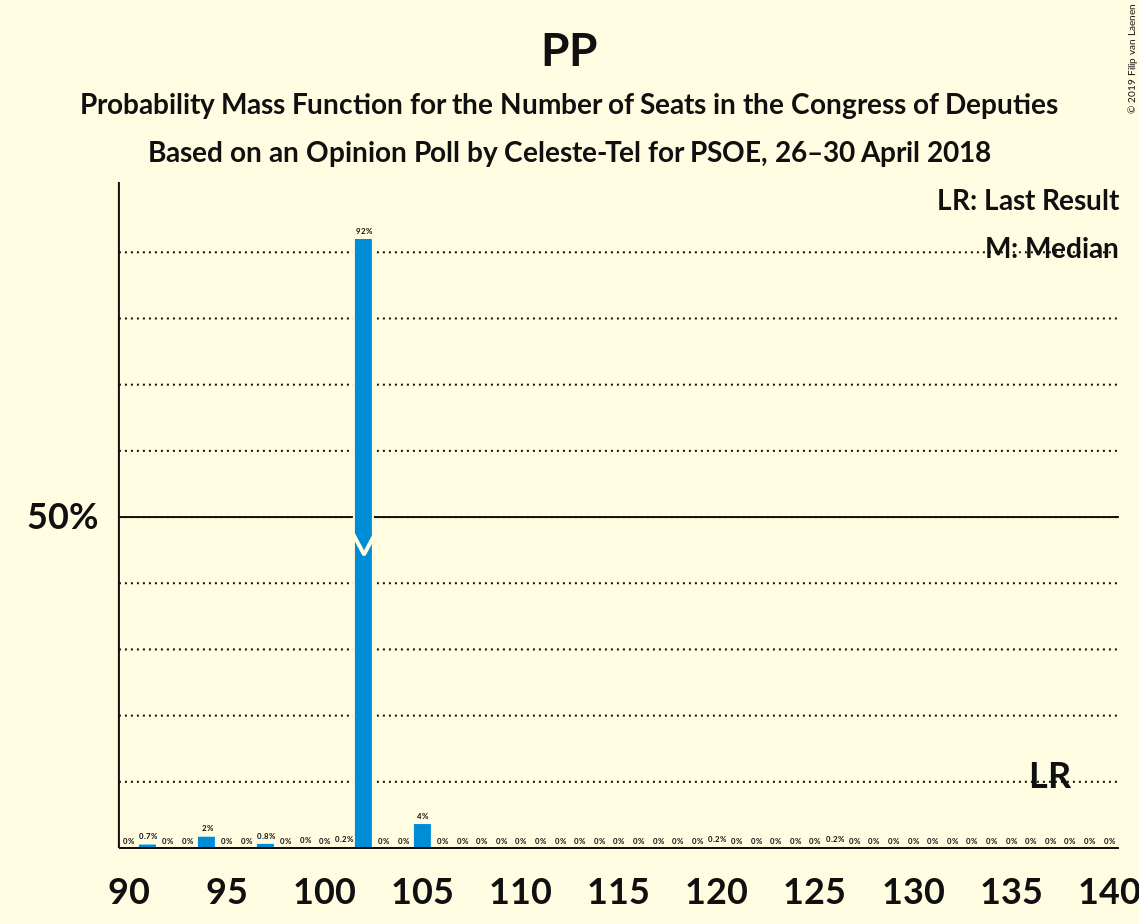 PP
Probability Mass Function for the Number of Seats in the Congress of Deputies
Based on an Opinion Poll by Celeste-Tel for PSOE, 26–30 April 2018
© 2019 Filip van Laenen
LR: Last Result
M: Median
92%
50%
LR
4%
2%
0% 0.7% 0% 0% 0% 0% 0.8% 0% 0% 0% 0.2% 0% 0% 0% 0% 0% 0% 0% 0% 0% 0% 0% 0% 0% 0% 0% 0% 0.2% 0% 0% 0% 0% 0% 0.2% 0% 0% 0% 0% 0% 0% 0% 0% 0% 0% 0% 0% 0% 0%
90 95 100 105 110 115 120 125 130 135 140